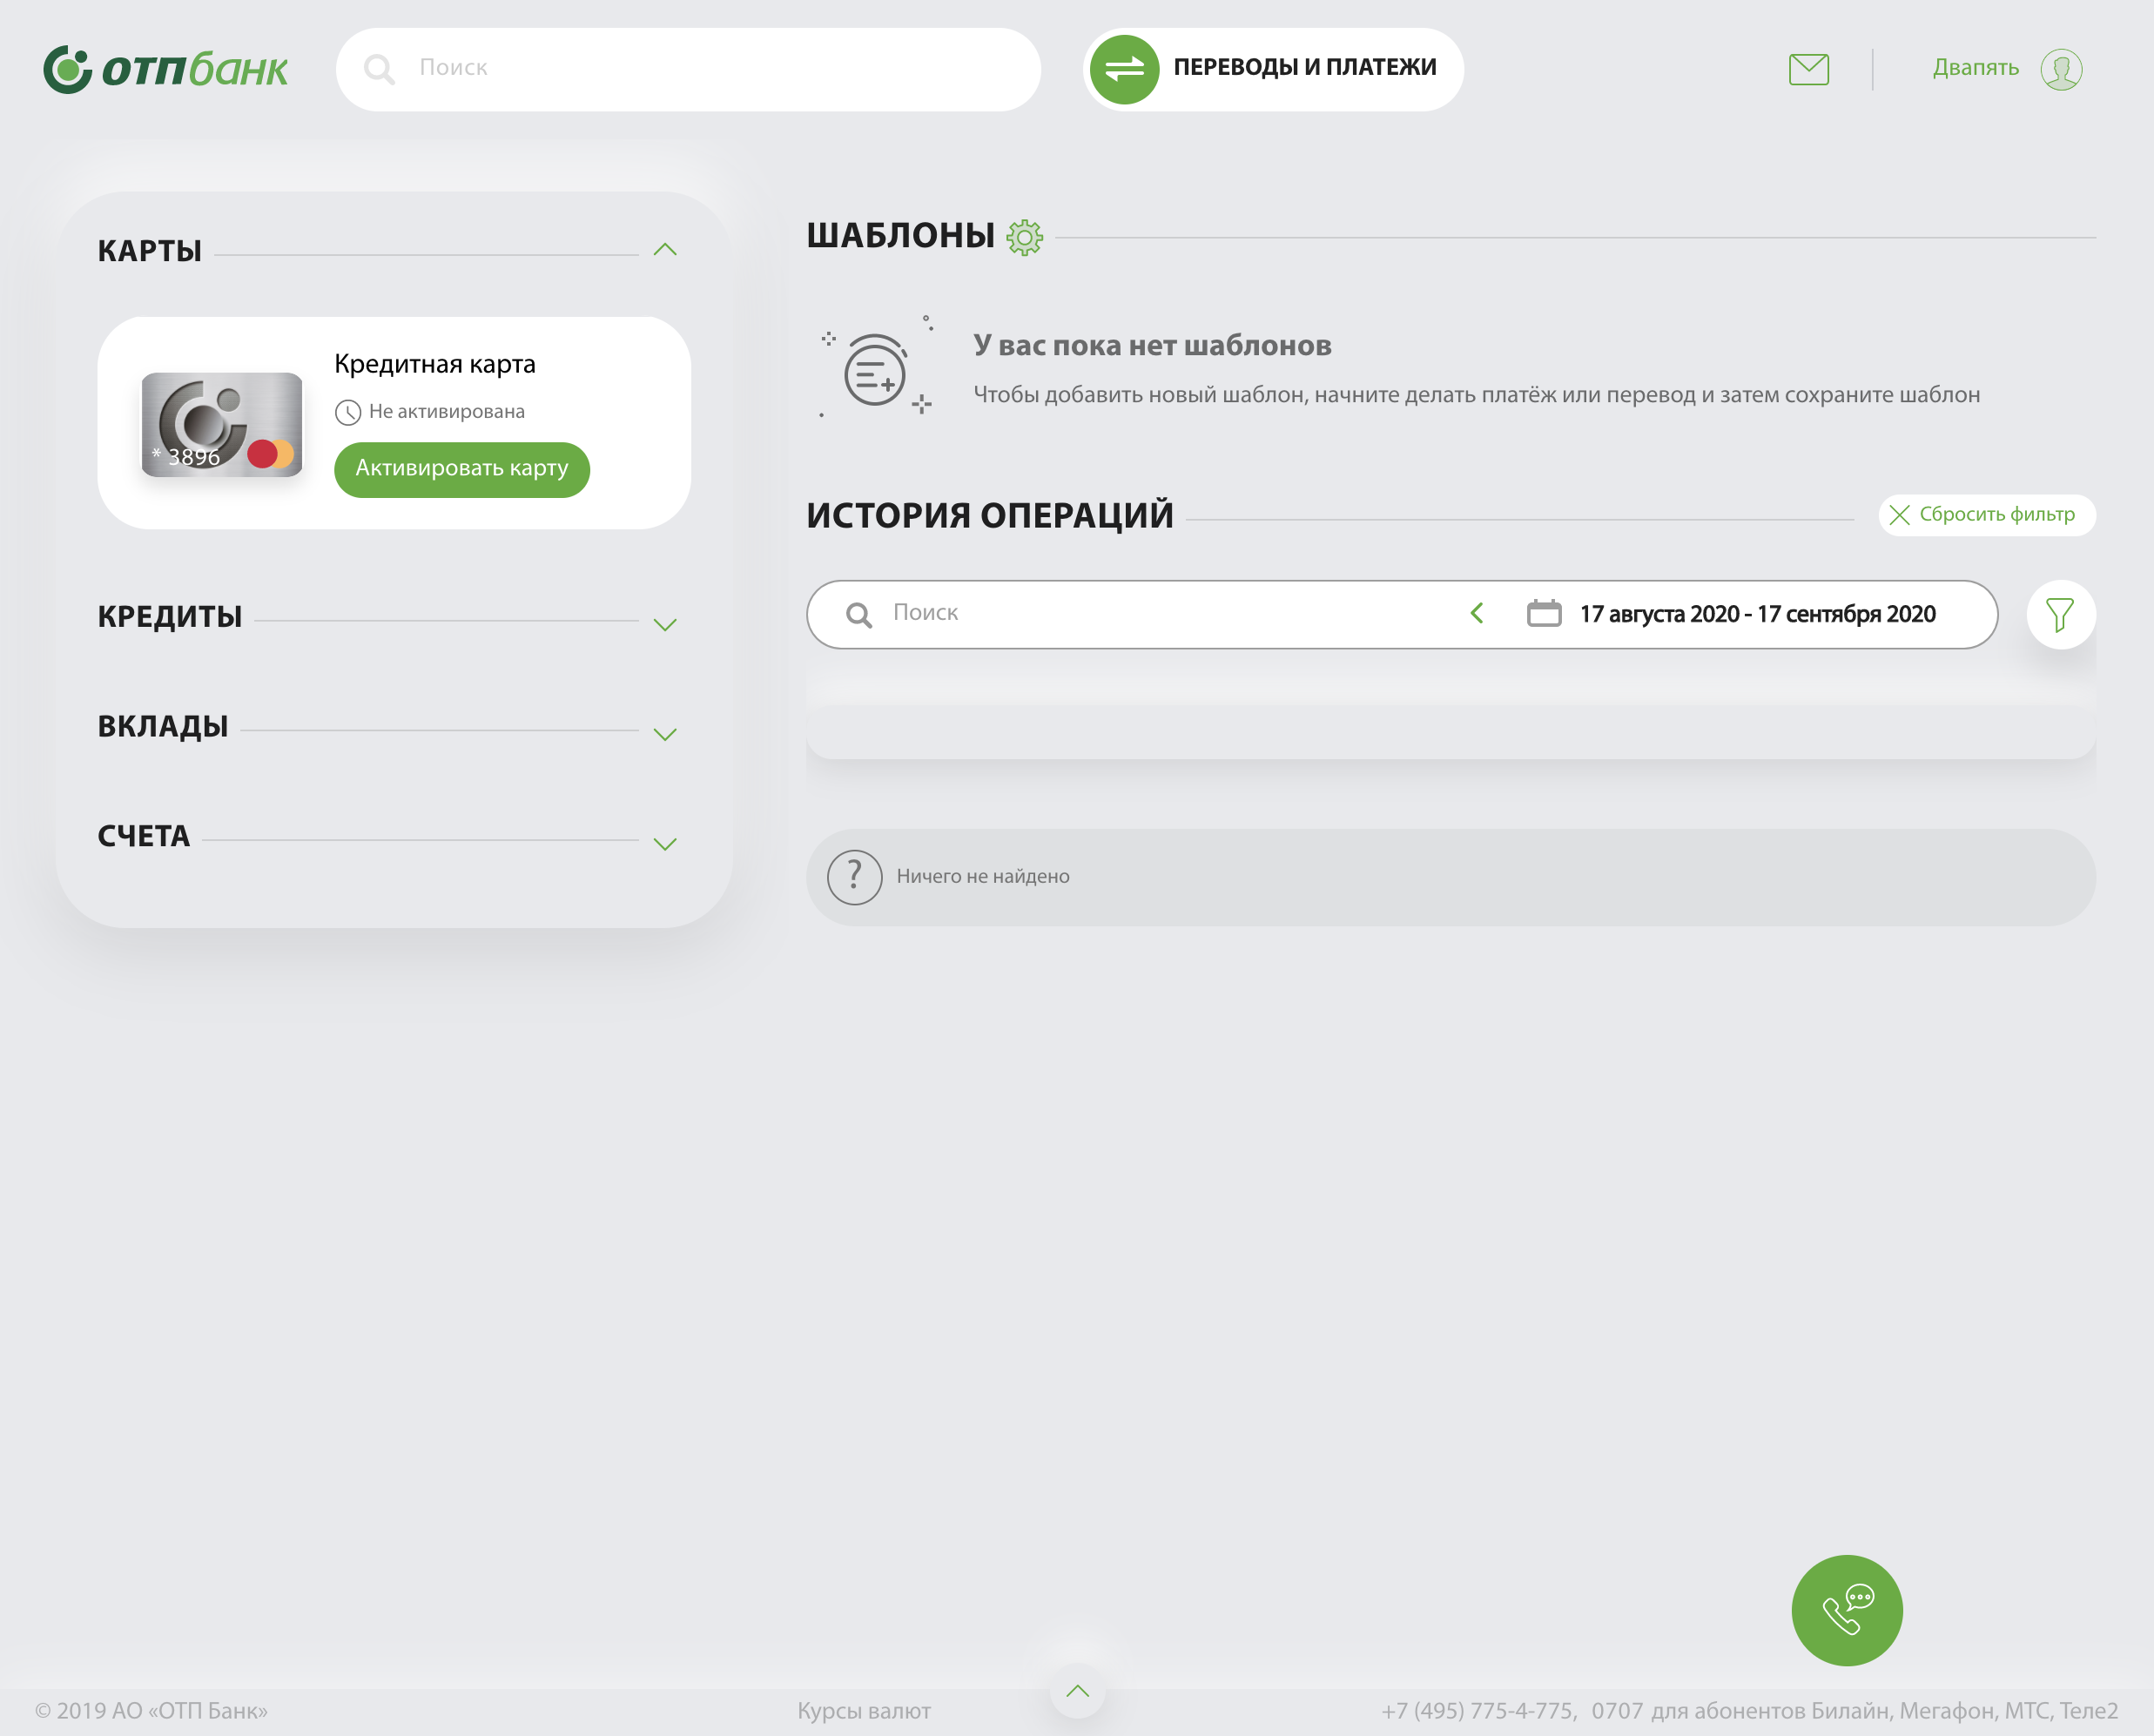 отпбанк
Поиск
ПЕРЕВОДЫ И ПЛАТЕЖИ
Двапять
КАРТЫ
Кредитная карта
Не активирована
* 3896
Активировать карту
КРЕДИТЫ
ВКЛАДЫ
СЧЕТА
ШАБЛОНЫ
У вас пока нет шаблонов
Чтобы добавить новый шаблон, начните делать платёж или перевод и затем сохраните шаблон
ИСТОРИЯ ОПЕРАЦИЙ
Сбросить фильтр
Поиск
17 августа 2020 - 17 сентября 2020
?
Ничего не найдено
© 2019 АО «ОТП Банк»
Курсы валют
+7 (495) 775-4-775, 0707 для абонентов Билайн, Мегафон, МТС, Теле2